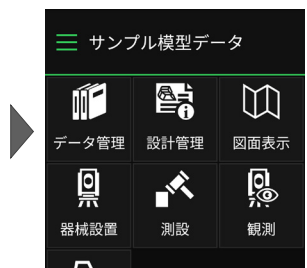 サンプル模型データ
データ管理
設計管理
図面表示
器械設置
測設
観測